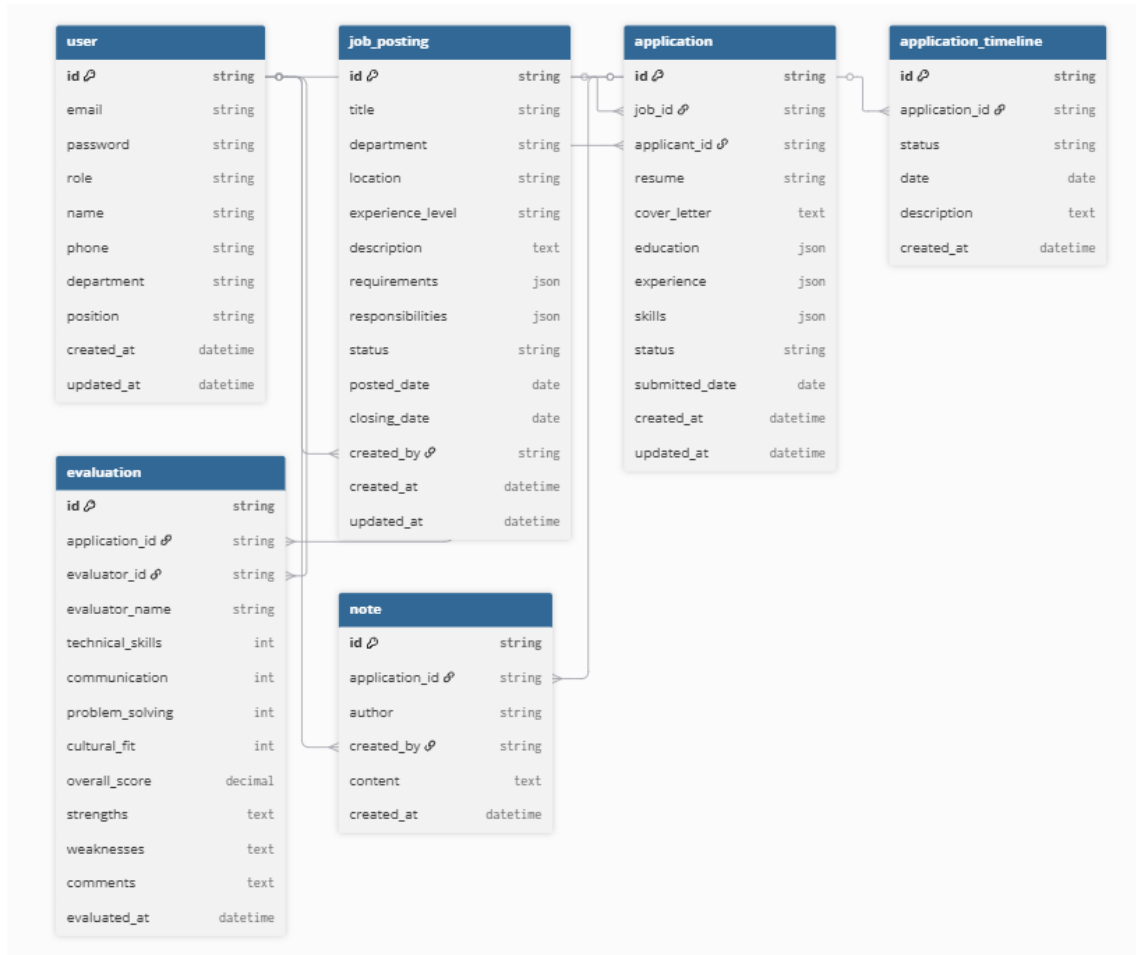 user
id string
email string
password string
role string
name string
phone string
department string
position string
created_at datetime
updated_at datetime
job_posting
id string
title string
department string
location string
experience_level string
description text
requirements json
responsibilities json
status string
posted_date date
closing_date date
created_by string
created_at datetime
updated_at datetime
application
id string
job_id string
applicant_id string
resume string
cover_letter text
education json
experience json
skills json
status string
submitted_date date
created_at datetime
updated_at datetime
application_timeline
id string
application_id string
status string
date date
description text
created_at datetime
evaluation
id string
application_id string
evaluator_id string
evaluator_name string
technical_skills int
communication int
problem_solving int
cultural_fit int
overall_score decimal
strengths text
weaknesses text
comments text
evaluated_at datetime
note
id string
application_id string
author string
created_by string
content text
created_at datetime